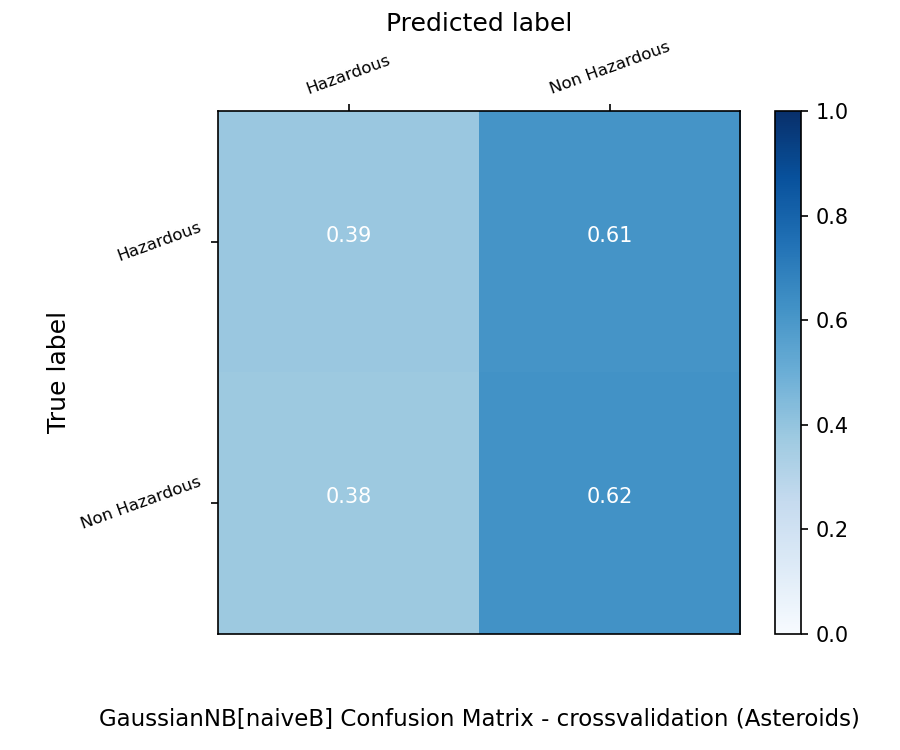 Predicted label
Hazardous
Non Hazardous
1.0
0.8
0.6
0.4
0.2
0.0
True label
Hazardous
0.39
0.61
Non Hazardous
0.38
0.62
GaussianNB[naiveB] Confusion Matrix - crossvalidation (Asteroids)